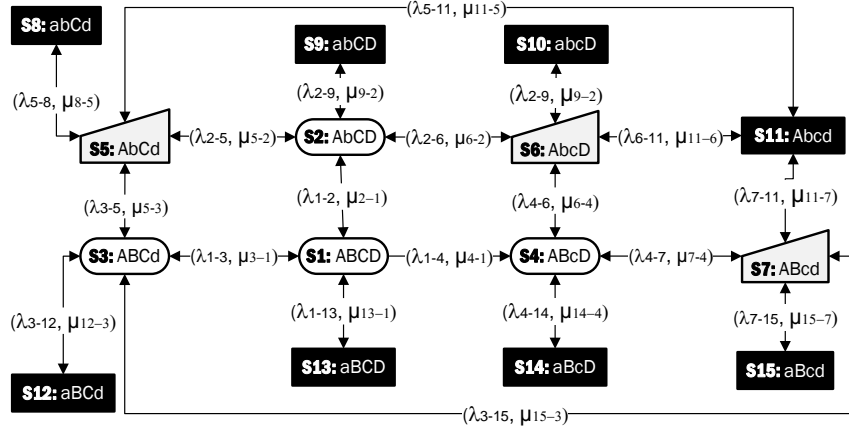 (λ5-11, μ11-5)
S8: abCd
S9: abCD
S10: abcD
(λ5-8, μ8-5)
(λ2-9, μ9-2)
(λ2-9, μ9–2)
S5: AbCd
(λ2-5, μ5-2)
S2: AbCD
(λ2-6, μ6-2)
S6: AbcD
(λ6-11, μ11–6)
S11: Abcd
(λ3-5, μ5-3)
(λ1-2, μ2–1)
(λ4-6, μ6-4)
(λ7-11, μ11-7)
S3: ABCd
(λ1-3, μ3–1)
S1: ABCD
(λ1-4, μ4-1)
S4: ABcD
(λ4-7, μ7-4)
S7: ABcd
(λ3-12, μ12–3)
(λ1-13, μ13–1)
(λ4-14, μ14–4)
(λ7-15, μ15–7)
S12: aBCd
S13: aBCD
S14: aBcD
S15: aBcd
(λ3-15, μ15–3)